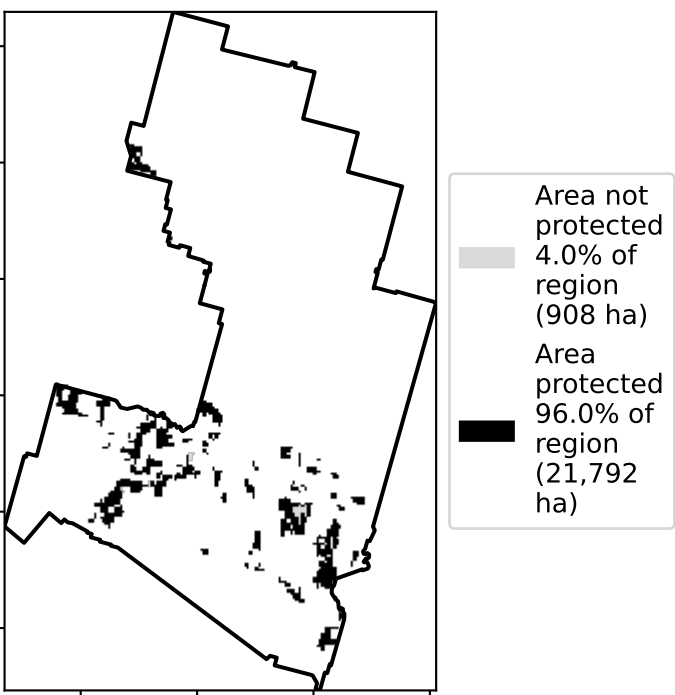 Area not
protected
4.0% of
region
(908 ha)
Area
protected
96.0% of
region
(21,792
ha)